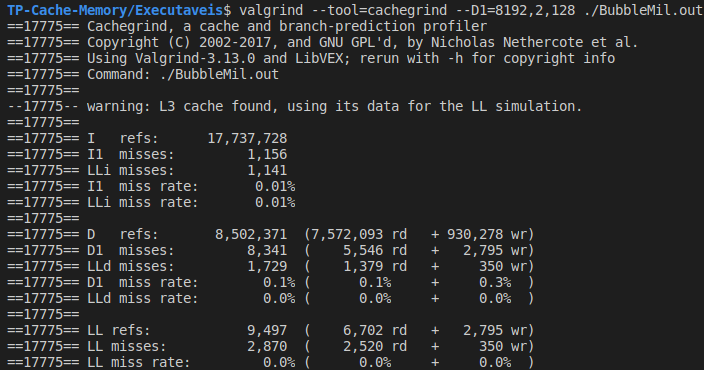 TP-Cache-Memory/Executaveis$ valgrind --tool=cachegrind --D1=8192,2,128 ./BubbleMil.out
==17775== Cachegrind, a cache and branch-prediction profiler
==17775== Copyright (C) 2002-2017, and GNU GPL'd, by Nicholas Nethercote et al.
==17775== Using Valgrind-3.13.0 and LibVEX; rerun with -h for copyright info
==17775== Command: ./BubbleMil.out
==17775==
--17775-- warning: L3 cache found, using its data for the LL simulation.
==17775==
==17775== I   refs:      17,737,728
==17775== I1  misses:         1,156
==17775== LLi misses:         1,141
==17775== I1  miss rate:       0.01%
==17775== LLi miss rate:       0.01%
==17775==
==17775== D   refs:       8,502,371  (7,572,093 rd   + 930,278 wr)
==17775== D1  misses:         8,341  (    5,546 rd   +   2,795 wr)
==17775== LLd misses:         1,729  (    1,379 rd   +     350 wr)
==17775== D1  miss rate:        0.1% (      0.1%     +     0.3%  )
==17775== LLd miss rate:        0.0% (      0.0%     +     0.0%  )
==17775==
==17775== LL refs:            9,497  (    6,702 rd   +   2,795 wr)
==17775== LL misses:          2,870  (    2,520 rd   +     350 wr)
==17775== LL miss rate:         0.0% (      0.0%     +     0.0%  )